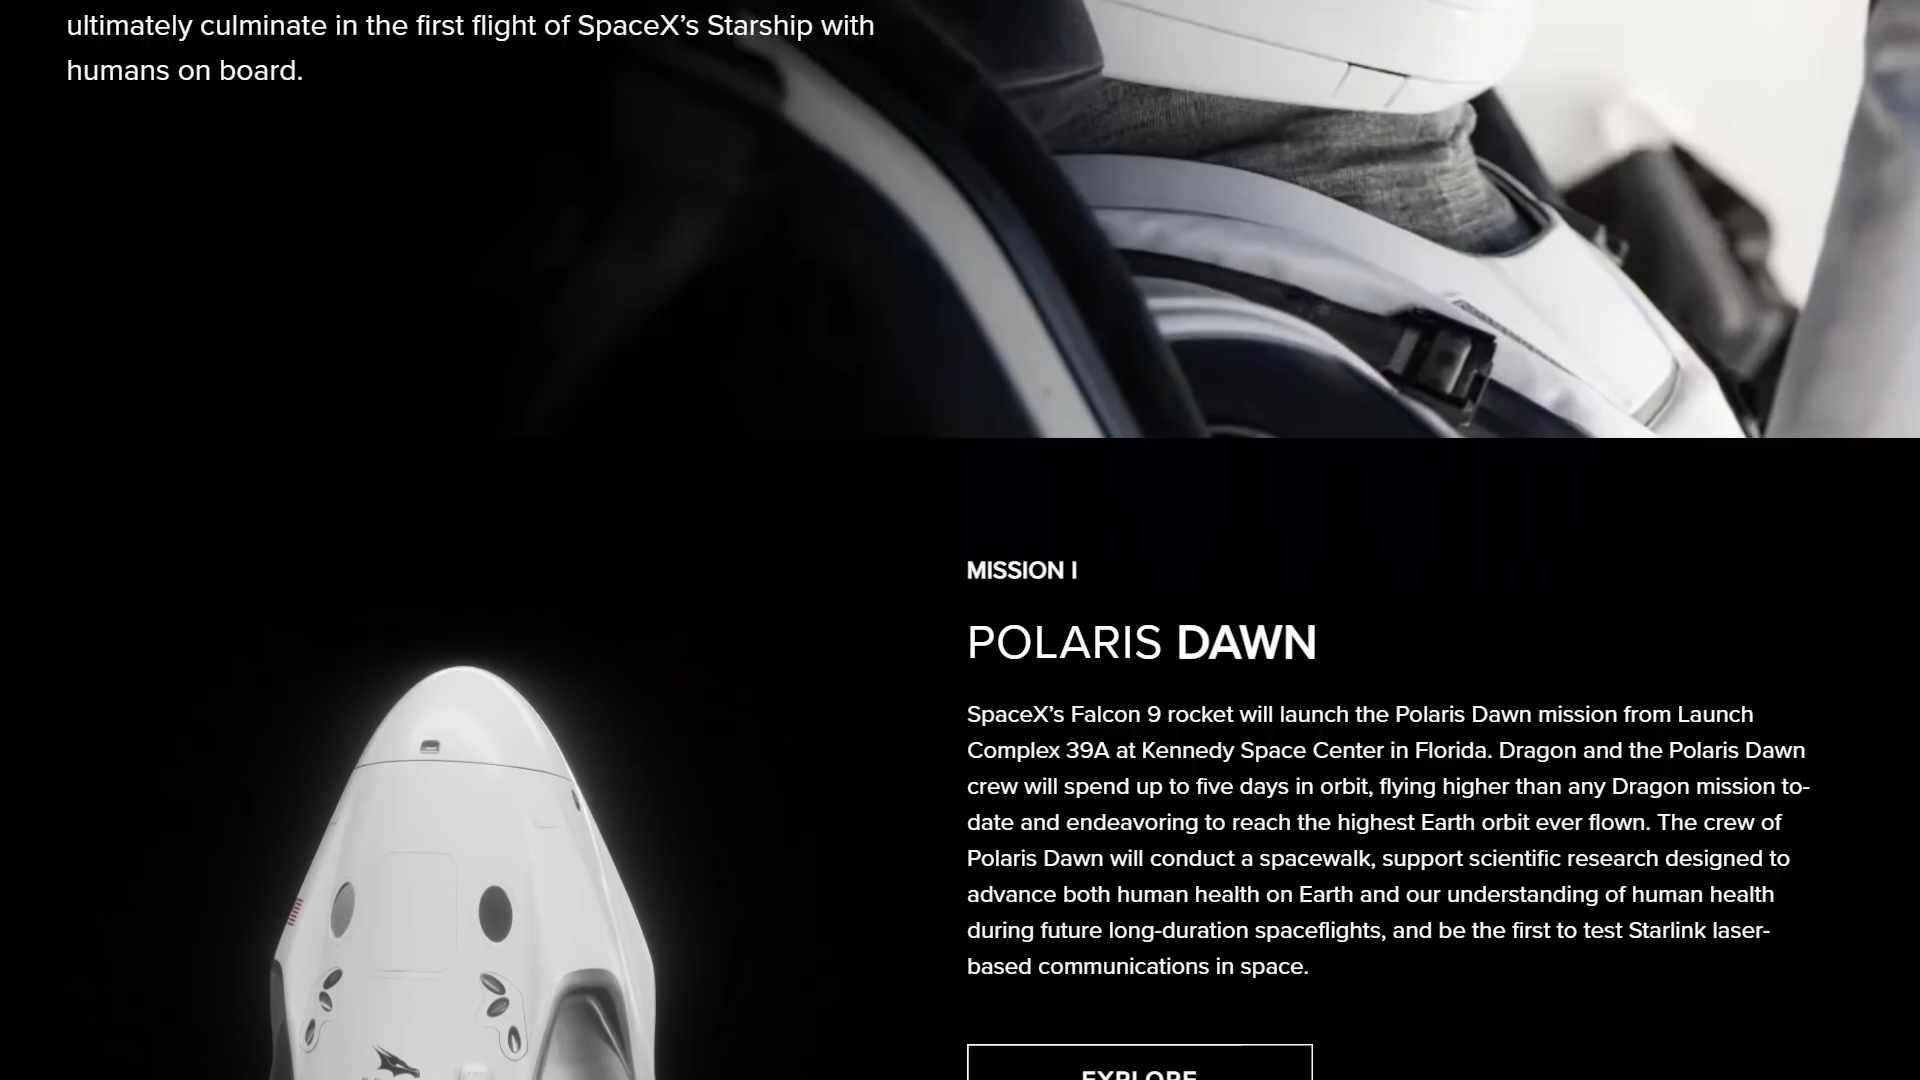 ultimately culminate in the first flight of SpaceX’s Starship with
humans on board.
MISSION I
POLARIS DAWN
SpaceX’s Falcon 9 rocket will launch the Polaris Dawn mission from Launch
Complex 39A at Kennedy Space Center in Florida. Dragon and the Polaris Dawn
crew will spend up to five days in orbit, flying higher than any Dragon mission to-
date and endeavoring to reach the highest Earth orbit ever flown. The crew of
Polaris Dawn will conduct a spacewalk, support scientific research designed to
advance both human health on Earth and our understanding of human health
during future long-duration spaceflights, and be the first to test Starlink laser-
based communications in space.
EXPLORE